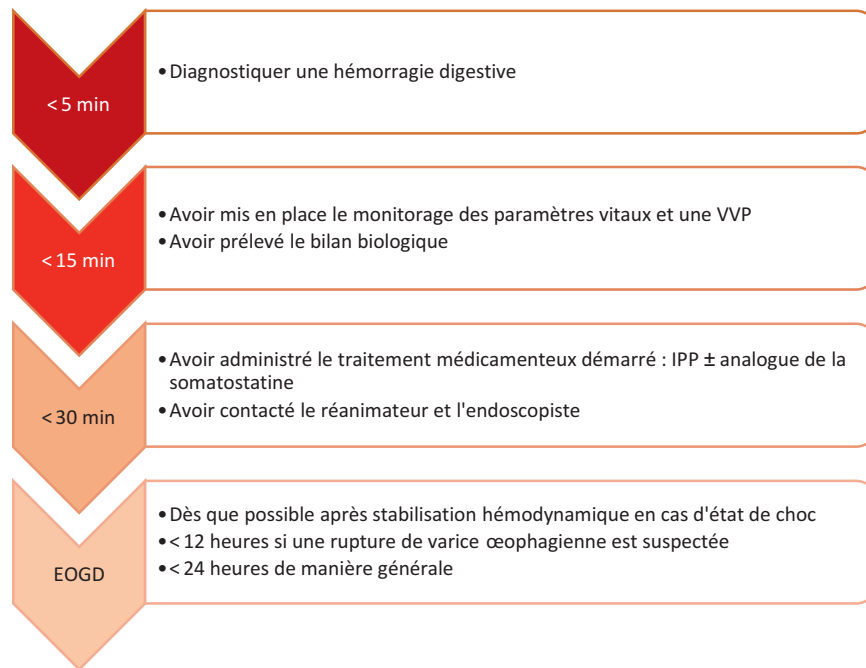 < 5 min
•Diagnostiquer une hémorragie digestive
< 15 min
•Avoir mis en place le monitorage des paramètres vitaux et une VVP
•Avoir prélevé le bilan biologique
< 30 min
•Avoir administré le traitement médicamenteux démarré : IPP ± analogue de la
somatostatine
•Avoir contacté le réanimateur et l'endoscopiste
EOGD
•Dès que possible après stabilisation hémodynamique en cas d'état de choc
•< 12 heures si une rupture de varice œophagienne est suspectée
•< 24 heures de manière générale